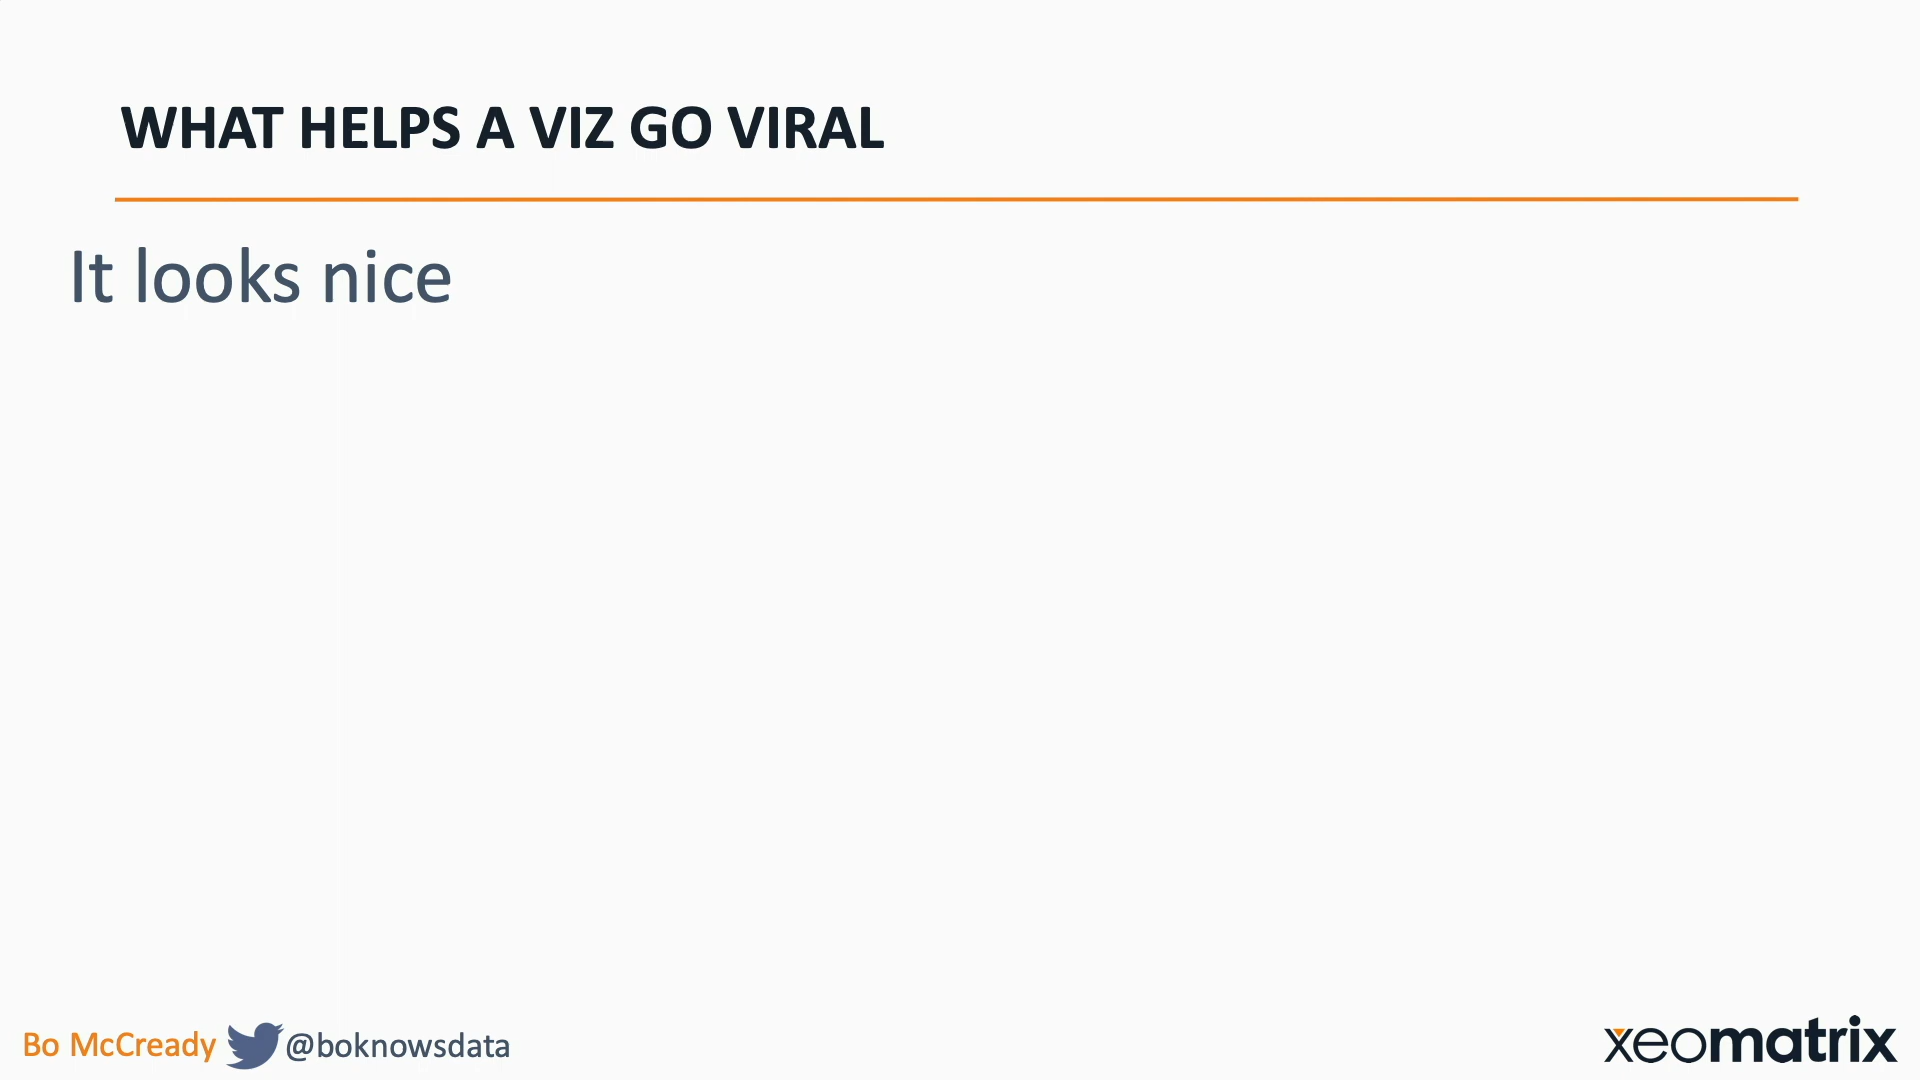 WHAT HELPS A VIZ GO VIRAL
It looks nice
Bo McCready @boknowsdata
xeomatrix